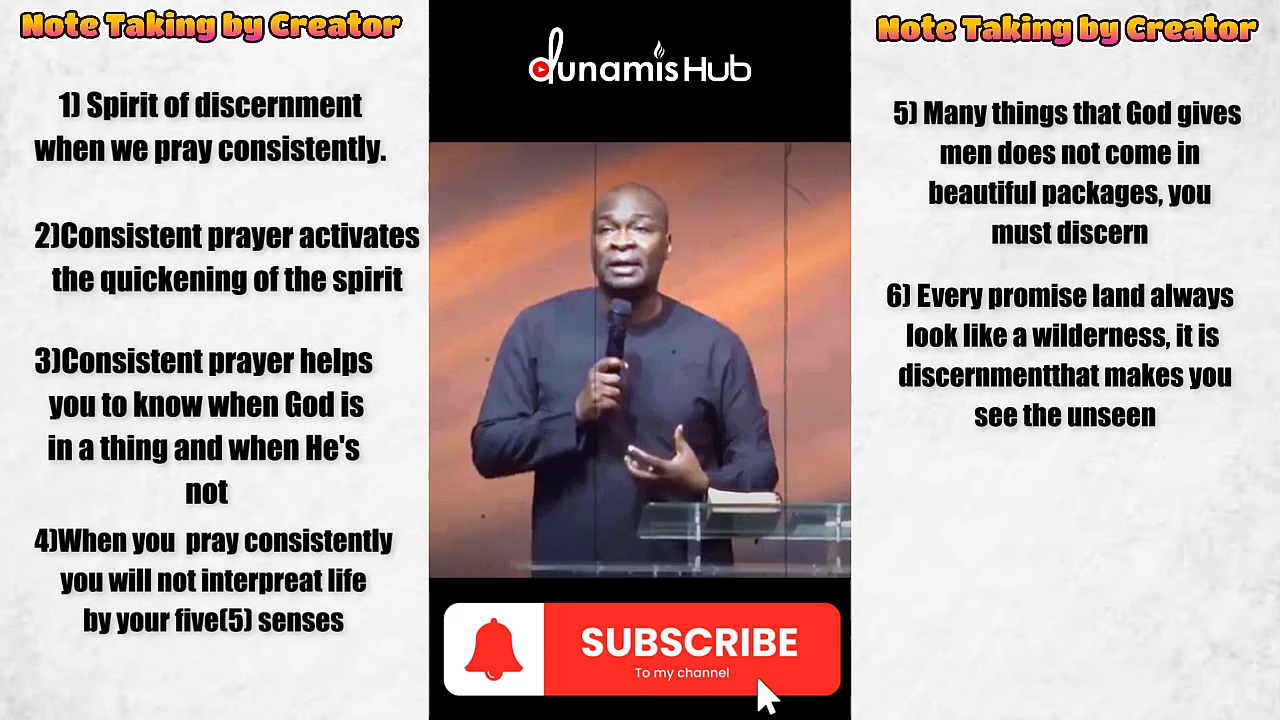 Note Taking by Creator
1) Spirit of discernment
when we pray consistently.
2)Consistent prayer activates
the quickening of the spirit
3)Consistent prayer helps
you to know when God is
in a thing and when He's
not
4)When you pray consistently
you will not interpreat life
by your five(5) senses
dunamis Hub
SUBSCRIBE
To my channel
Note Taking by Creator
5) Many things that God gives
men does not come in
beautiful packages, you
must discern
6) Every promise land always
look like a wilderness, it is
discernmentthat makes you
see the unseen